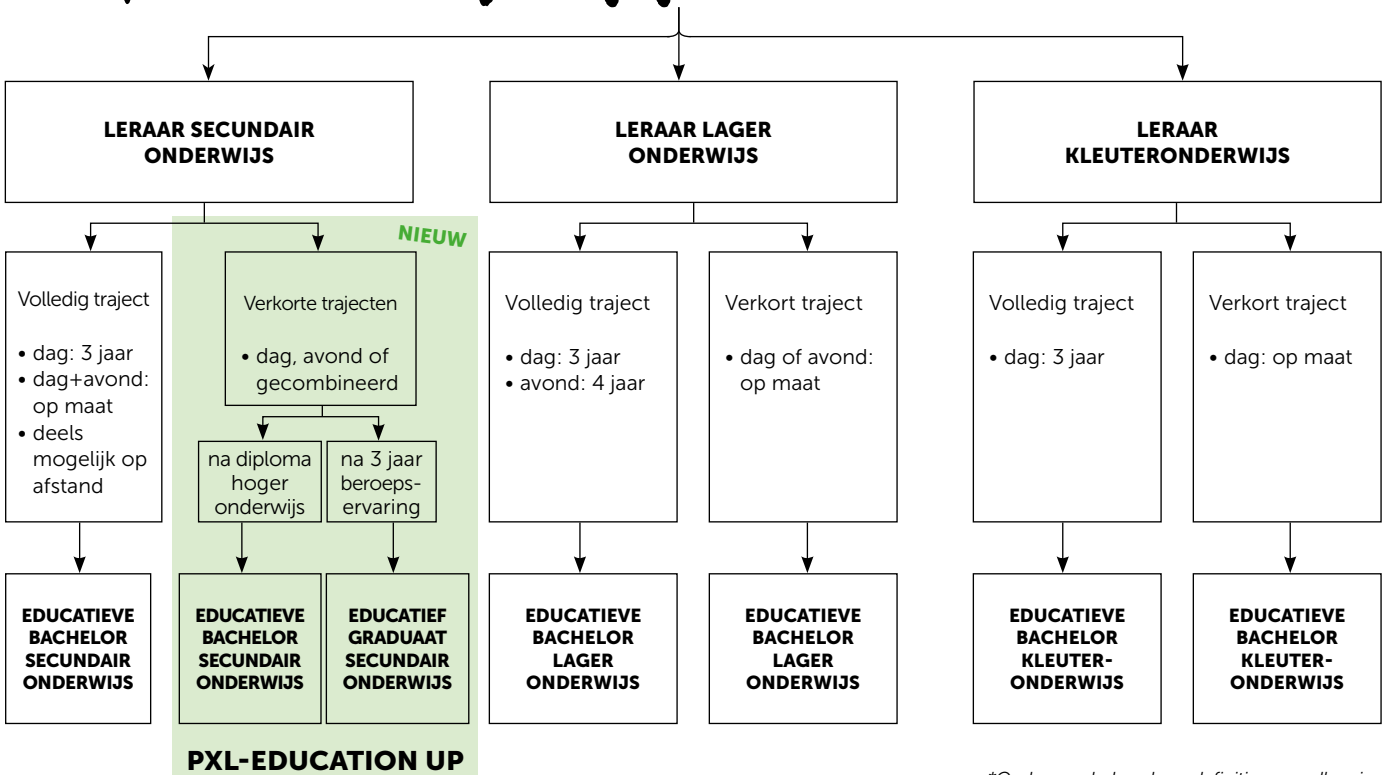 LERAAR SECUNDAIR
ONDERWIJS
LERAAR LAGER
ONDERWIJS
LERAAR
KLEUTERONDERWIJS
NIEUW
Volledig traject
• dag: 3 jaar
• dag+avond:
op maat
• deels
mogelijk op
afstand
Verkorte trajecten
• dag, avond of
gecombineerd
na diploma
hoger
onderwijs
na 3 jaar
beroeps-
ervaring
Volledig traject
• dag: 3 jaar
• avond: 4 jaar
Verkort traject
• dag of avond:
op maat
Volledig traject
• dag: 3 jaar
Verkort traject
• dag: op maat
EDUCATIEVE
BACHELOR
SECUNDAIR
ONDERWIJS
EDUCATIEVE
BACHELOR
SECUNDAIR
ONDERWIJS
EDUCATIEF
GRADUAAT
SECUNDAIR
ONDERWIJS
EDUCATIEVE
BACHELOR
LAGER
ONDERWIJS
EDUCATIEVE
BACHELOR
LAGER
ONDERWIJS
EDUCATIEVE
BACHELOR
KLEUTER-
ONDERWIJS
EDUCATIEVE
BACHELOR
KLEUTER-
ONDERWIJS
PXL-EDUCATION UP